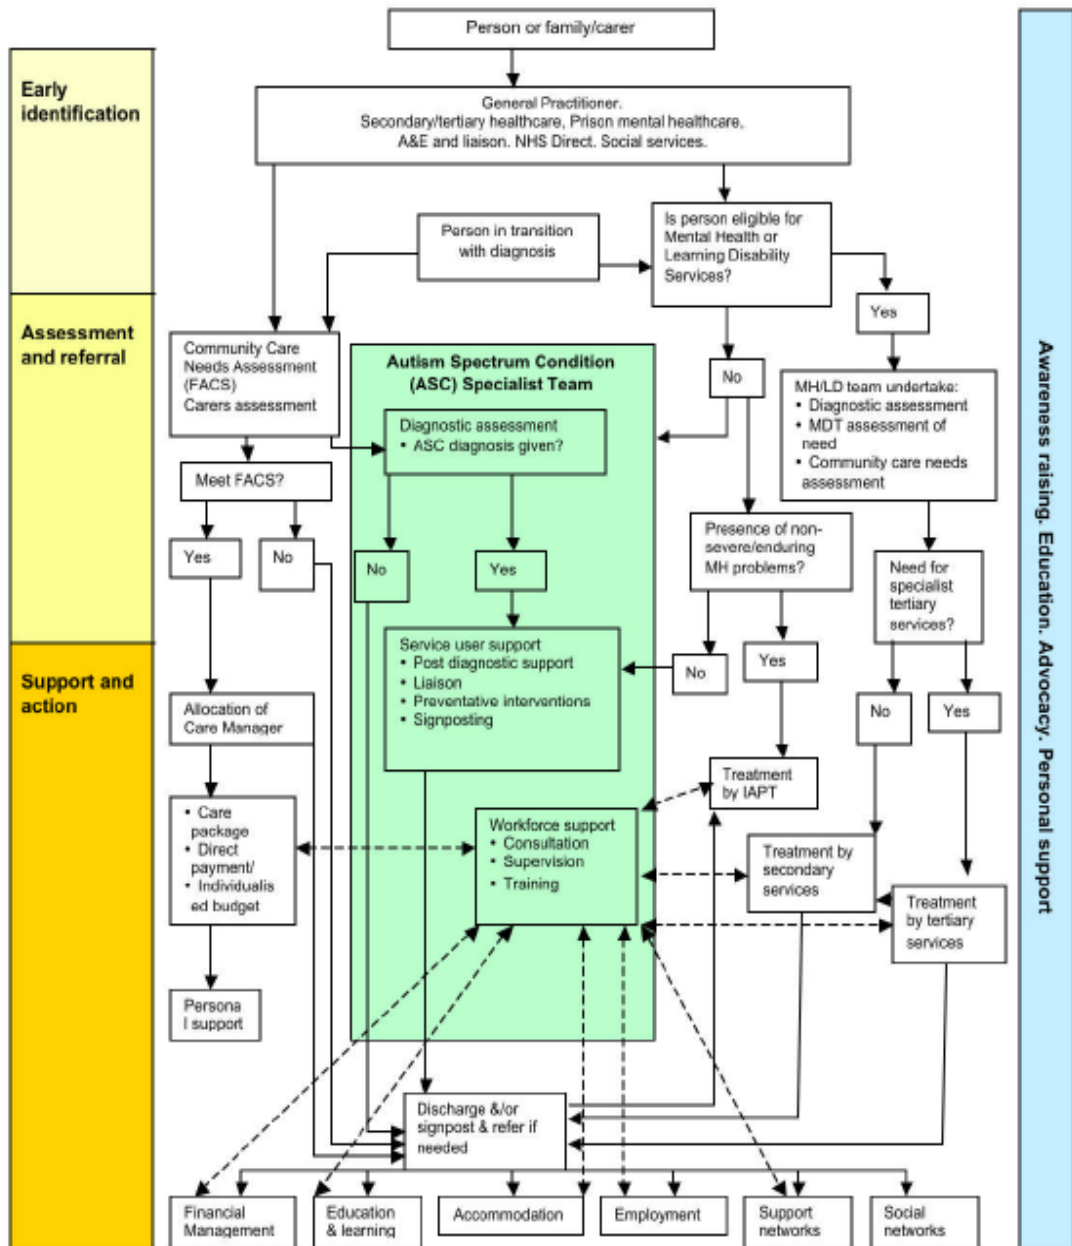 Person or family/carer
Early
identification
General Practitioner.
Secondary/tertiary healthcare, Prison mental healthcare,
A&E and liaison. NHS Direct. Social services.
Person in transition
with diagnosis
Is person eligible for
Mental Health or
Learning Disability
Services?
Yes
Assessment
and referral
Community Care
Needs Assessment
(FACS)
Carers assessment
Autism Spectrum Condition
(ASC) Specialist Team
No
MH/LD team undertake:
• Diagnostic assessment
• MDT assessment of
need
• Community care needs
assessment
Diagnostic assessment
• ASC diagnosis given?
Meet FACS?
Yes
No
No
Yes
Presence of non-
severe/enduring
MH problems?
Need for
specialist
tertiary
services?
Support and
action
Service user support
• Post diagnostic support
• Liaison
• Preventative interventions
• Signposting
No
Yes
No
Yes
Allocation of
Care Manager
Treatment
by IAPT
• Care
package
• Direct
payment/
• Individualis
ed budget
Workforce support
• Consultation
• Supervision
• Training
Treatment by
secondary
services
Treatment
by tertiary
services
Persona
l support
Discharge &/or
signpost & refer if
needed
Financial
Management
Education
& learning
Accommodation
Employment
Support
networks
Social
networks
Awareness raising. Education. Advocacy. Personal support